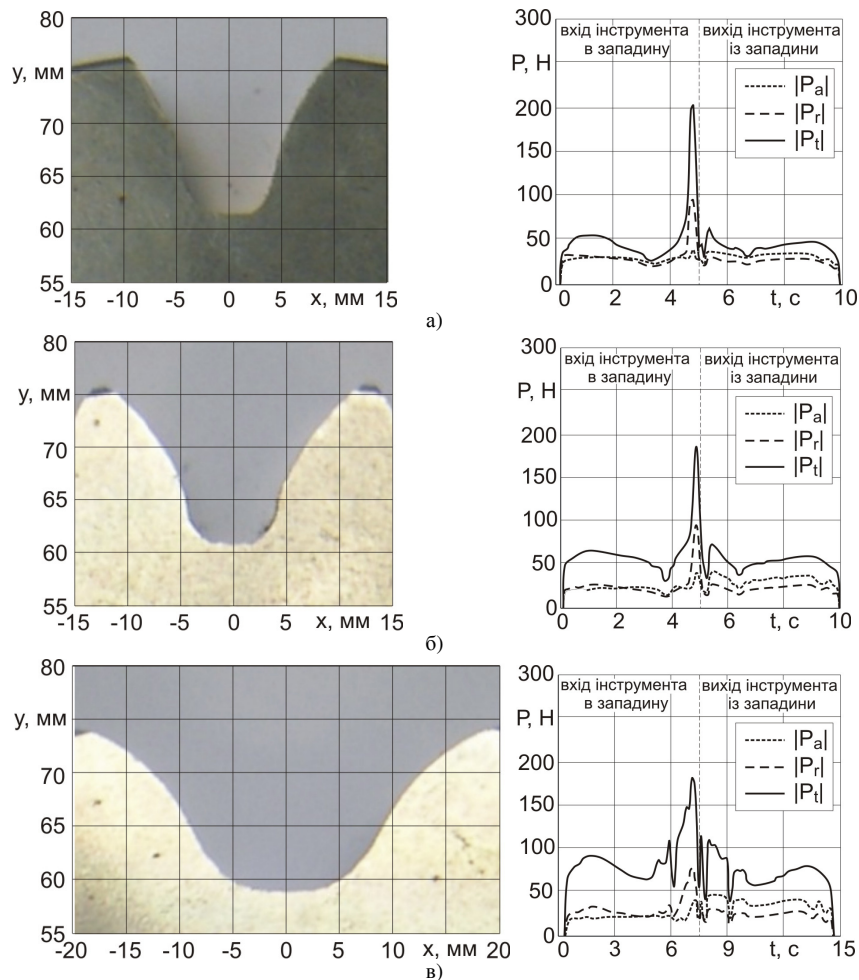 80
y, мм
70
65
60
55
-15 -10 -5 0 5 x, мм 15
300
P, Н
200
150
100
50
0
вхід інструмента
в западину
вихід інструмента
із западини
|Pa|
|Pr|
|Pt|
0 2 4 6 8 t, с 10
а)
80
y, мм
70
65
60
55
-15 -10 -5 0 5 x, мм 15
300
P, Н
200
150
100
50
0
вхід інструмента
в западину
вихід інструмента
із западини
|Pa|
|Pr|
|Pt|
0 2 4 6 8 t, с 10
б)
80
y, мм
70
65
60
55
-20 -15 -10 -5 0 5 10 x, мм 20
300
P, Н
200
150
100
50
0
вхід інструмента
в западину
вихід інструмента
із западини
|Pa|
|Pr|
|Pt|
0 3 6 9 t, с 15
в)